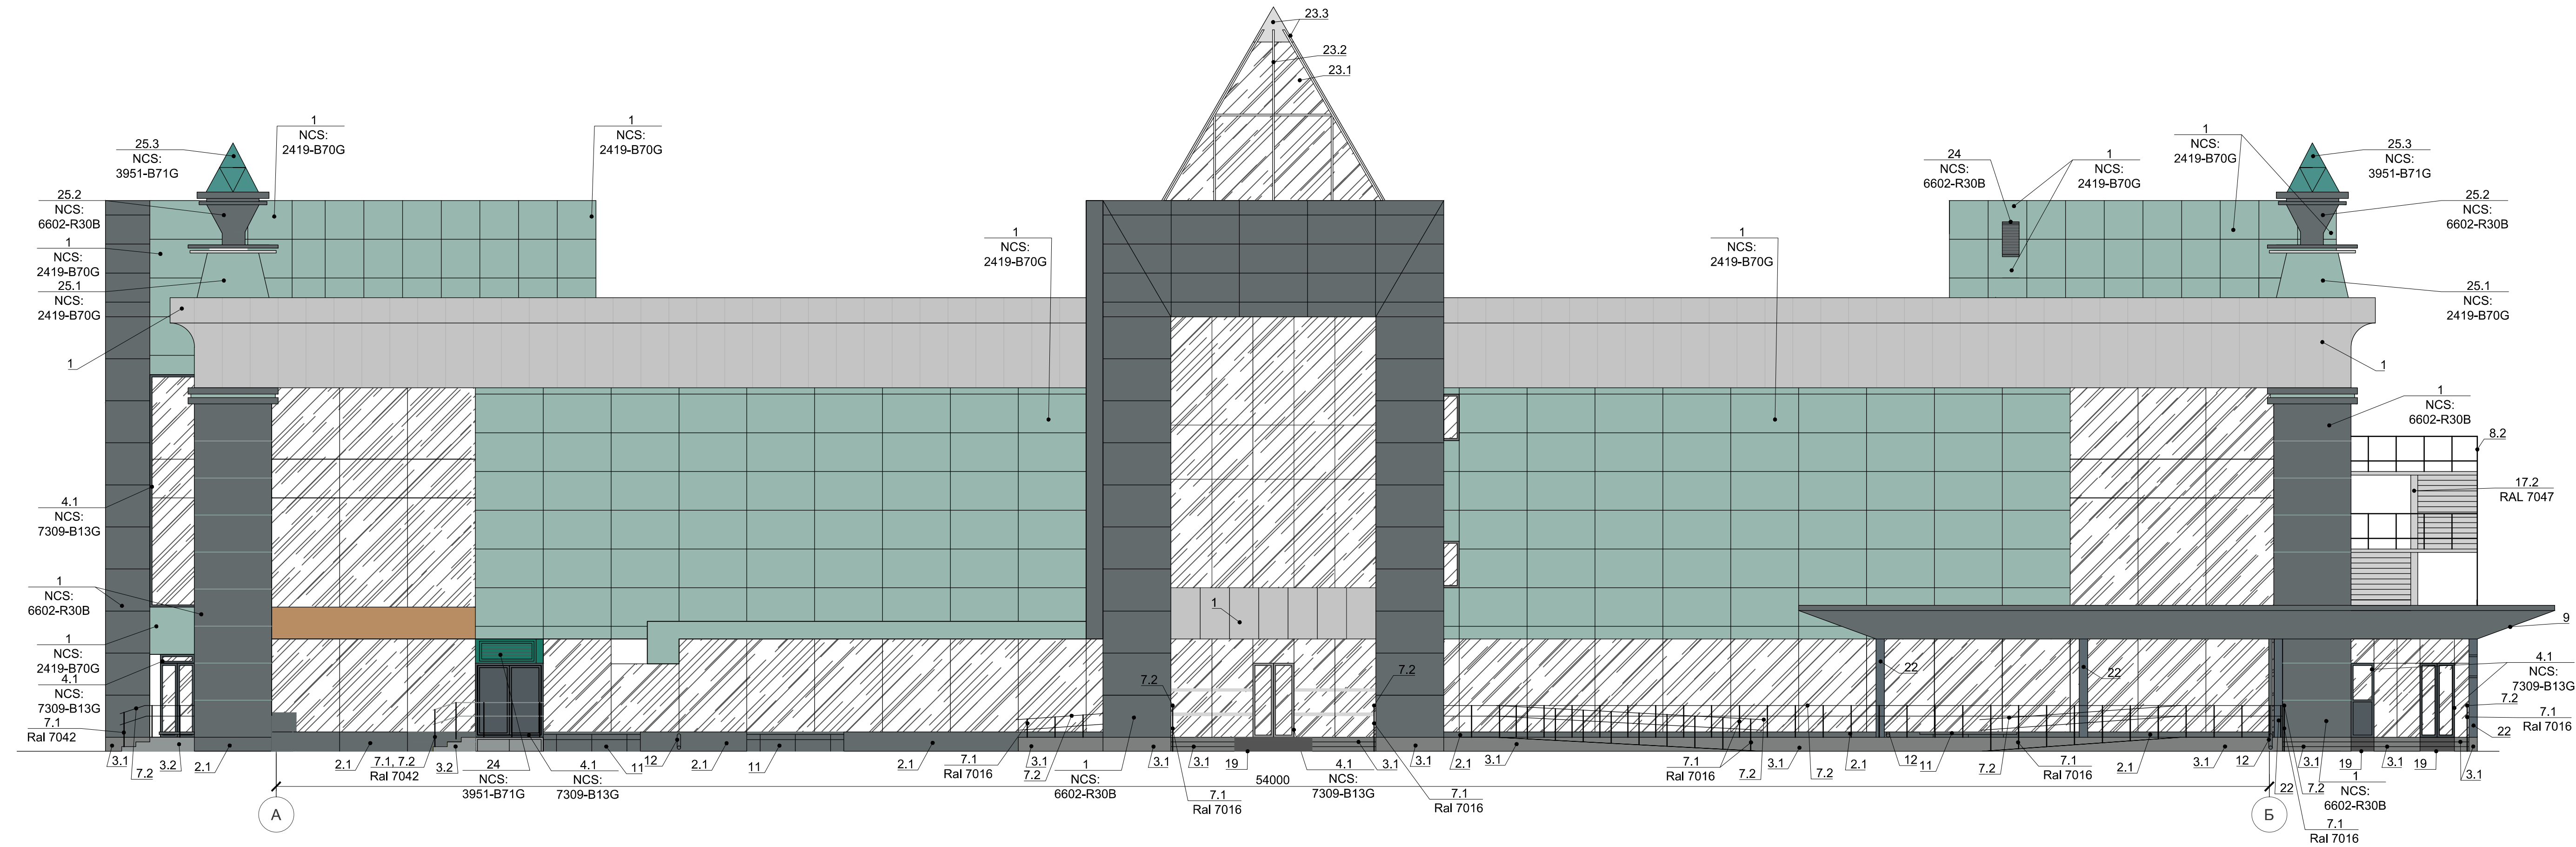 23.3
23.2
23.1
1
NCS:
2419-B70G
1
NCS:
2419-B70G
25.3
NCS:
3951-B71G
1
NCS:
2419-B70G
25.3
NCS:
3951-B71G
24
NCS:
6602-R30B
1
NCS:
2419-B70G
25.2
NCS:
6602-R30B
25.2
NCS:
6602-R30B
1
NCS:
2419-B70G
1
NCS:
2419-B70G
1
NCS:
2419-B70G
25.1
NCS:
2419-B70G
25.1
NCS:
2419-B70G
1
1
1
NCS:
6602-R30B
8.2
17.2
RAL 7047
4.1
NCS:
7309-B13G
1
NCS:
6602-R30B
1
9
1
NCS:
2419-B70G
4.1
NCS:
7309-B13G
7.1
Ral 7042
22
22
7.2
7.2
4.1
NCS:
7309-B13G
7.2
7.1
Ral 7016
22
3.1
7.2
3.2
2.1
2.1
7.1, 7.2
Ral 7042
3.2
24
NCS:
3951-B71G
4.1
NCS:
7309-B13G
11
12
2.1
11
2.1
7.1
Ral 7016
3.1
7.2
1
NCS:
6602-R30B
3.1
3.1
19
4.1
NCS:
7309-B13G
3.1
3.1
2.1
3.1
7.1
Ral 7016
7.2
3.1
7.2
2.1
12
11
7.2
7.1
Ral 7016
2.1
3.1
12
22
7.2
3.1
19
3.1
19
3.1
1
NCS:
6602-R30B
54000
7.1
Ral 7016
7.1
Ral 7016
7.1
Ral 7016
А
Б